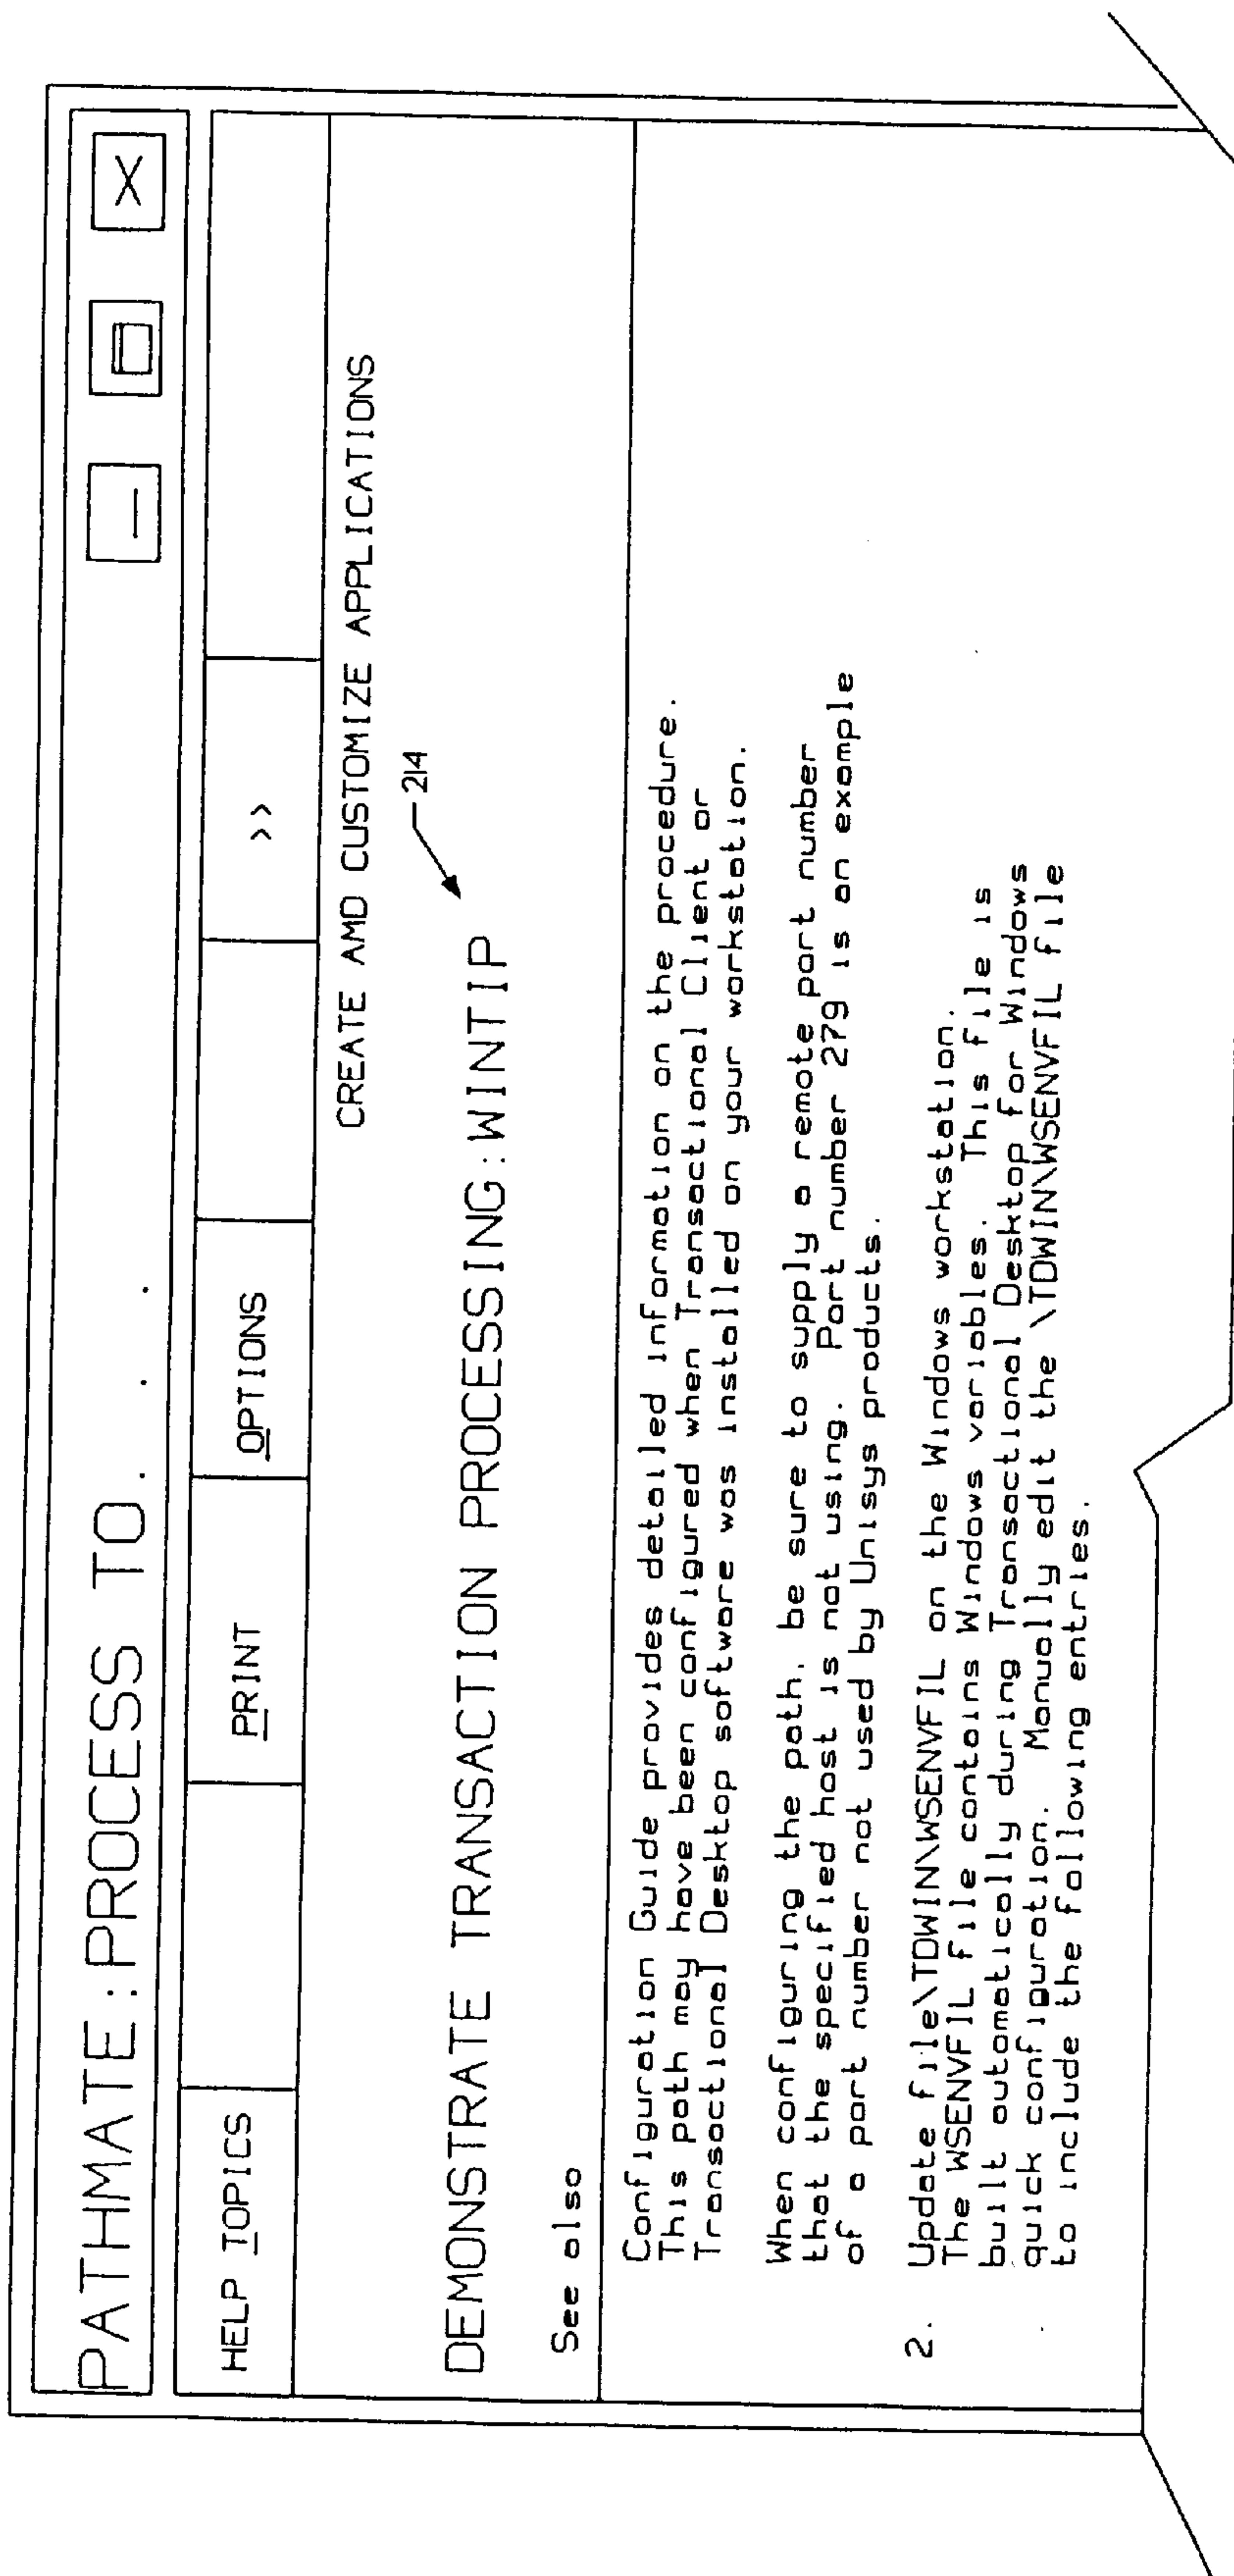 PATHMATE:PROCESS TO. . .
HELP TOPICS PRINT OPTIONS >>
CREATE AMD CUSTOMIZE APPLICATIONS
214
DEMONSTRATE TRANSACTION PROCESSING:WINTIP
See also
Configuration Guide provides detailed information on the procedure.
This path may have been configured when Transactional Client or
Transactional Desktop software was installed on your workstation.
When configuring the path, be sure to supply a remote port number
that the specified host is not using. Port number 279 is an example
of a port number not used by Unisys products.
2. Update file\TDWIN\WSENVFIL on the Windows workstation.
The WSENVFIL file contains Windows variables. This file is
built automatically during Transactional Desktop for Windows
quick configuration. Manually edit the \TDWIN\WSENVFIL file
to include the following entries.